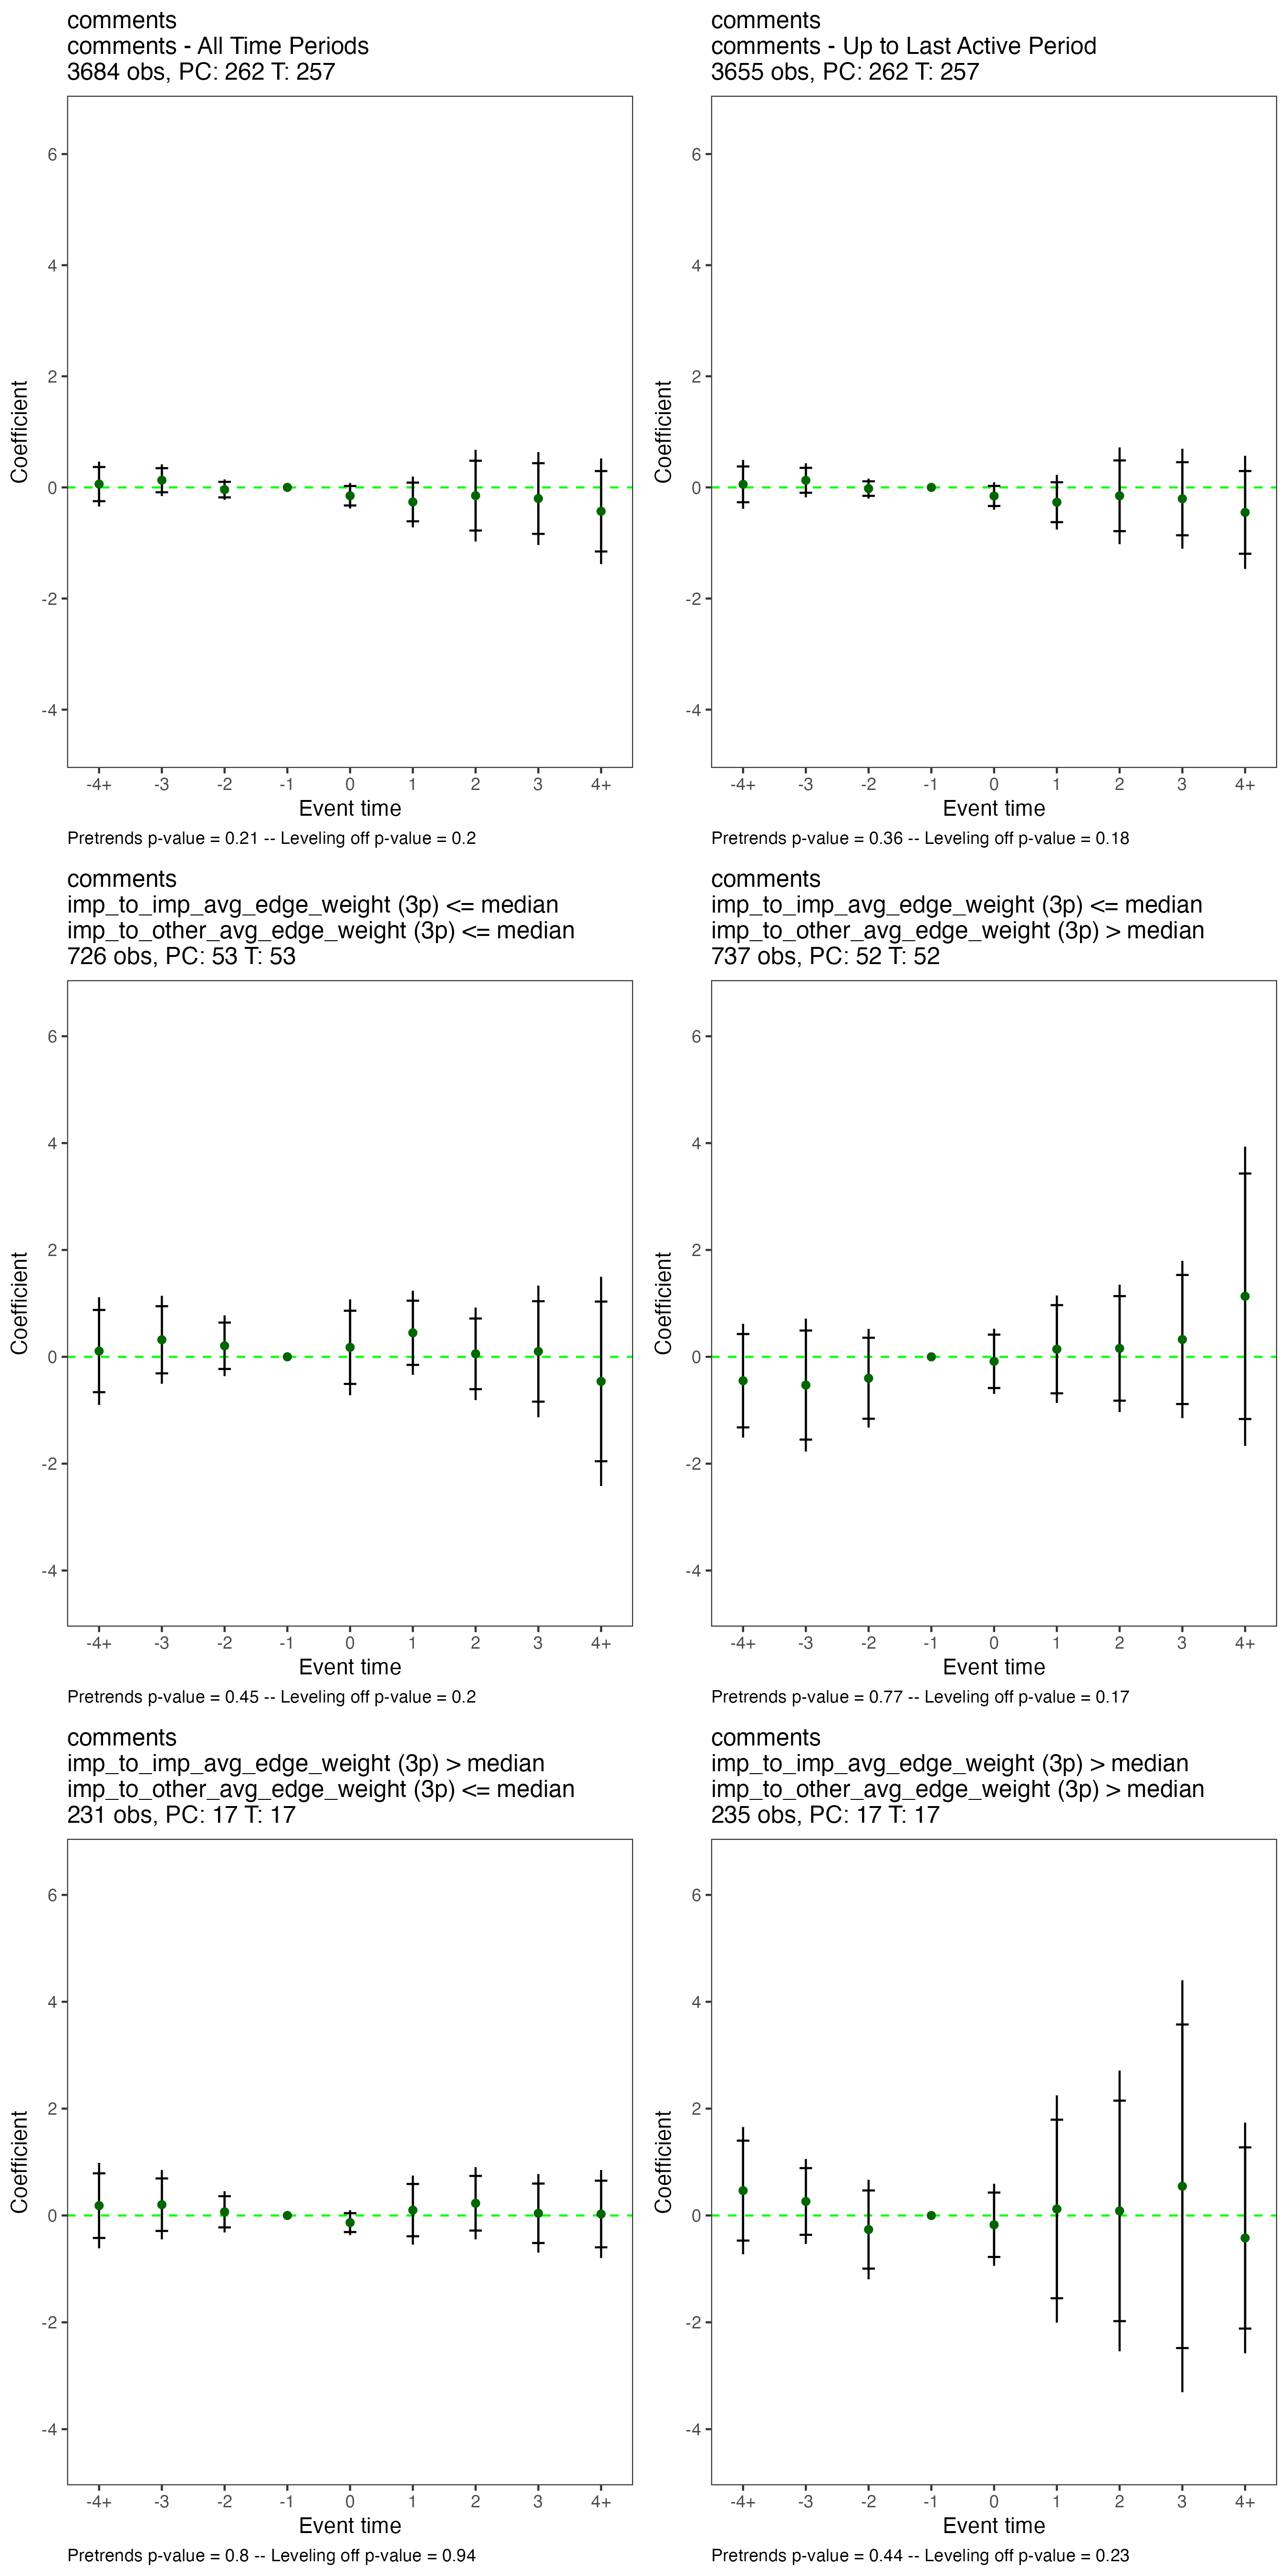 comments
comments - All Time Periods
3684 obs, PC: 262 T: 257
6
4
2
0
-2
-4
Coefficient
-4+ -3 -2 -1 0 1 2 3 4+
Event time
Pretrends p-value = 0.21 -- Leveling off p-value = 0.2
comments
comments - Up to Last Active Period
3655 obs, PC: 262 T: 257
6
4
2
0
-2
-4
Coefficient
-4+ -3 -2 -1 0 1 2 3 4+
Event time
Pretrends p-value = 0.36 -- Leveling off p-value = 0.18
comments
imp_to_imp_avg_edge_weight (3p) <= median
imp_to_other_avg_edge_weight (3p) <= median
726 obs, PC: 53 T: 53
6
4
2
0
-2
-4
Coefficient
-4+ -3 -2 -1 0 1 2 3 4+
Event time
Pretrends p-value = 0.45 -- Leveling off p-value = 0.2
comments
imp_to_imp_avg_edge_weight (3p) <= median
imp_to_other_avg_edge_weight (3p) > median
737 obs, PC: 52 T: 52
6
4
2
0
-2
-4
Coefficient
-4+ -3 -2 -1 0 1 2 3 4+
Event time
Pretrends p-value = 0.77 -- Leveling off p-value = 0.17
comments
imp_to_imp_avg_edge_weight (3p) > median
imp_to_other_avg_edge_weight (3p) <= median
231 obs, PC: 17 T: 17
6
4
2
0
-2
-4
Coefficient
-4+ -3 -2 -1 0 1 2 3 4+
Event time
Pretrends p-value = 0.8 -- Leveling off p-value = 0.94
comments
imp_to_imp_avg_edge_weight (3p) > median
imp_to_other_avg_edge_weight (3p) > median
235 obs, PC: 17 T: 17
6
4
2
0
-2
-4
Coefficient
-4+ -3 -2 -1 0 1 2 3 4+
Event time
Pretrends p-value = 0.44 -- Leveling off p-value = 0.23